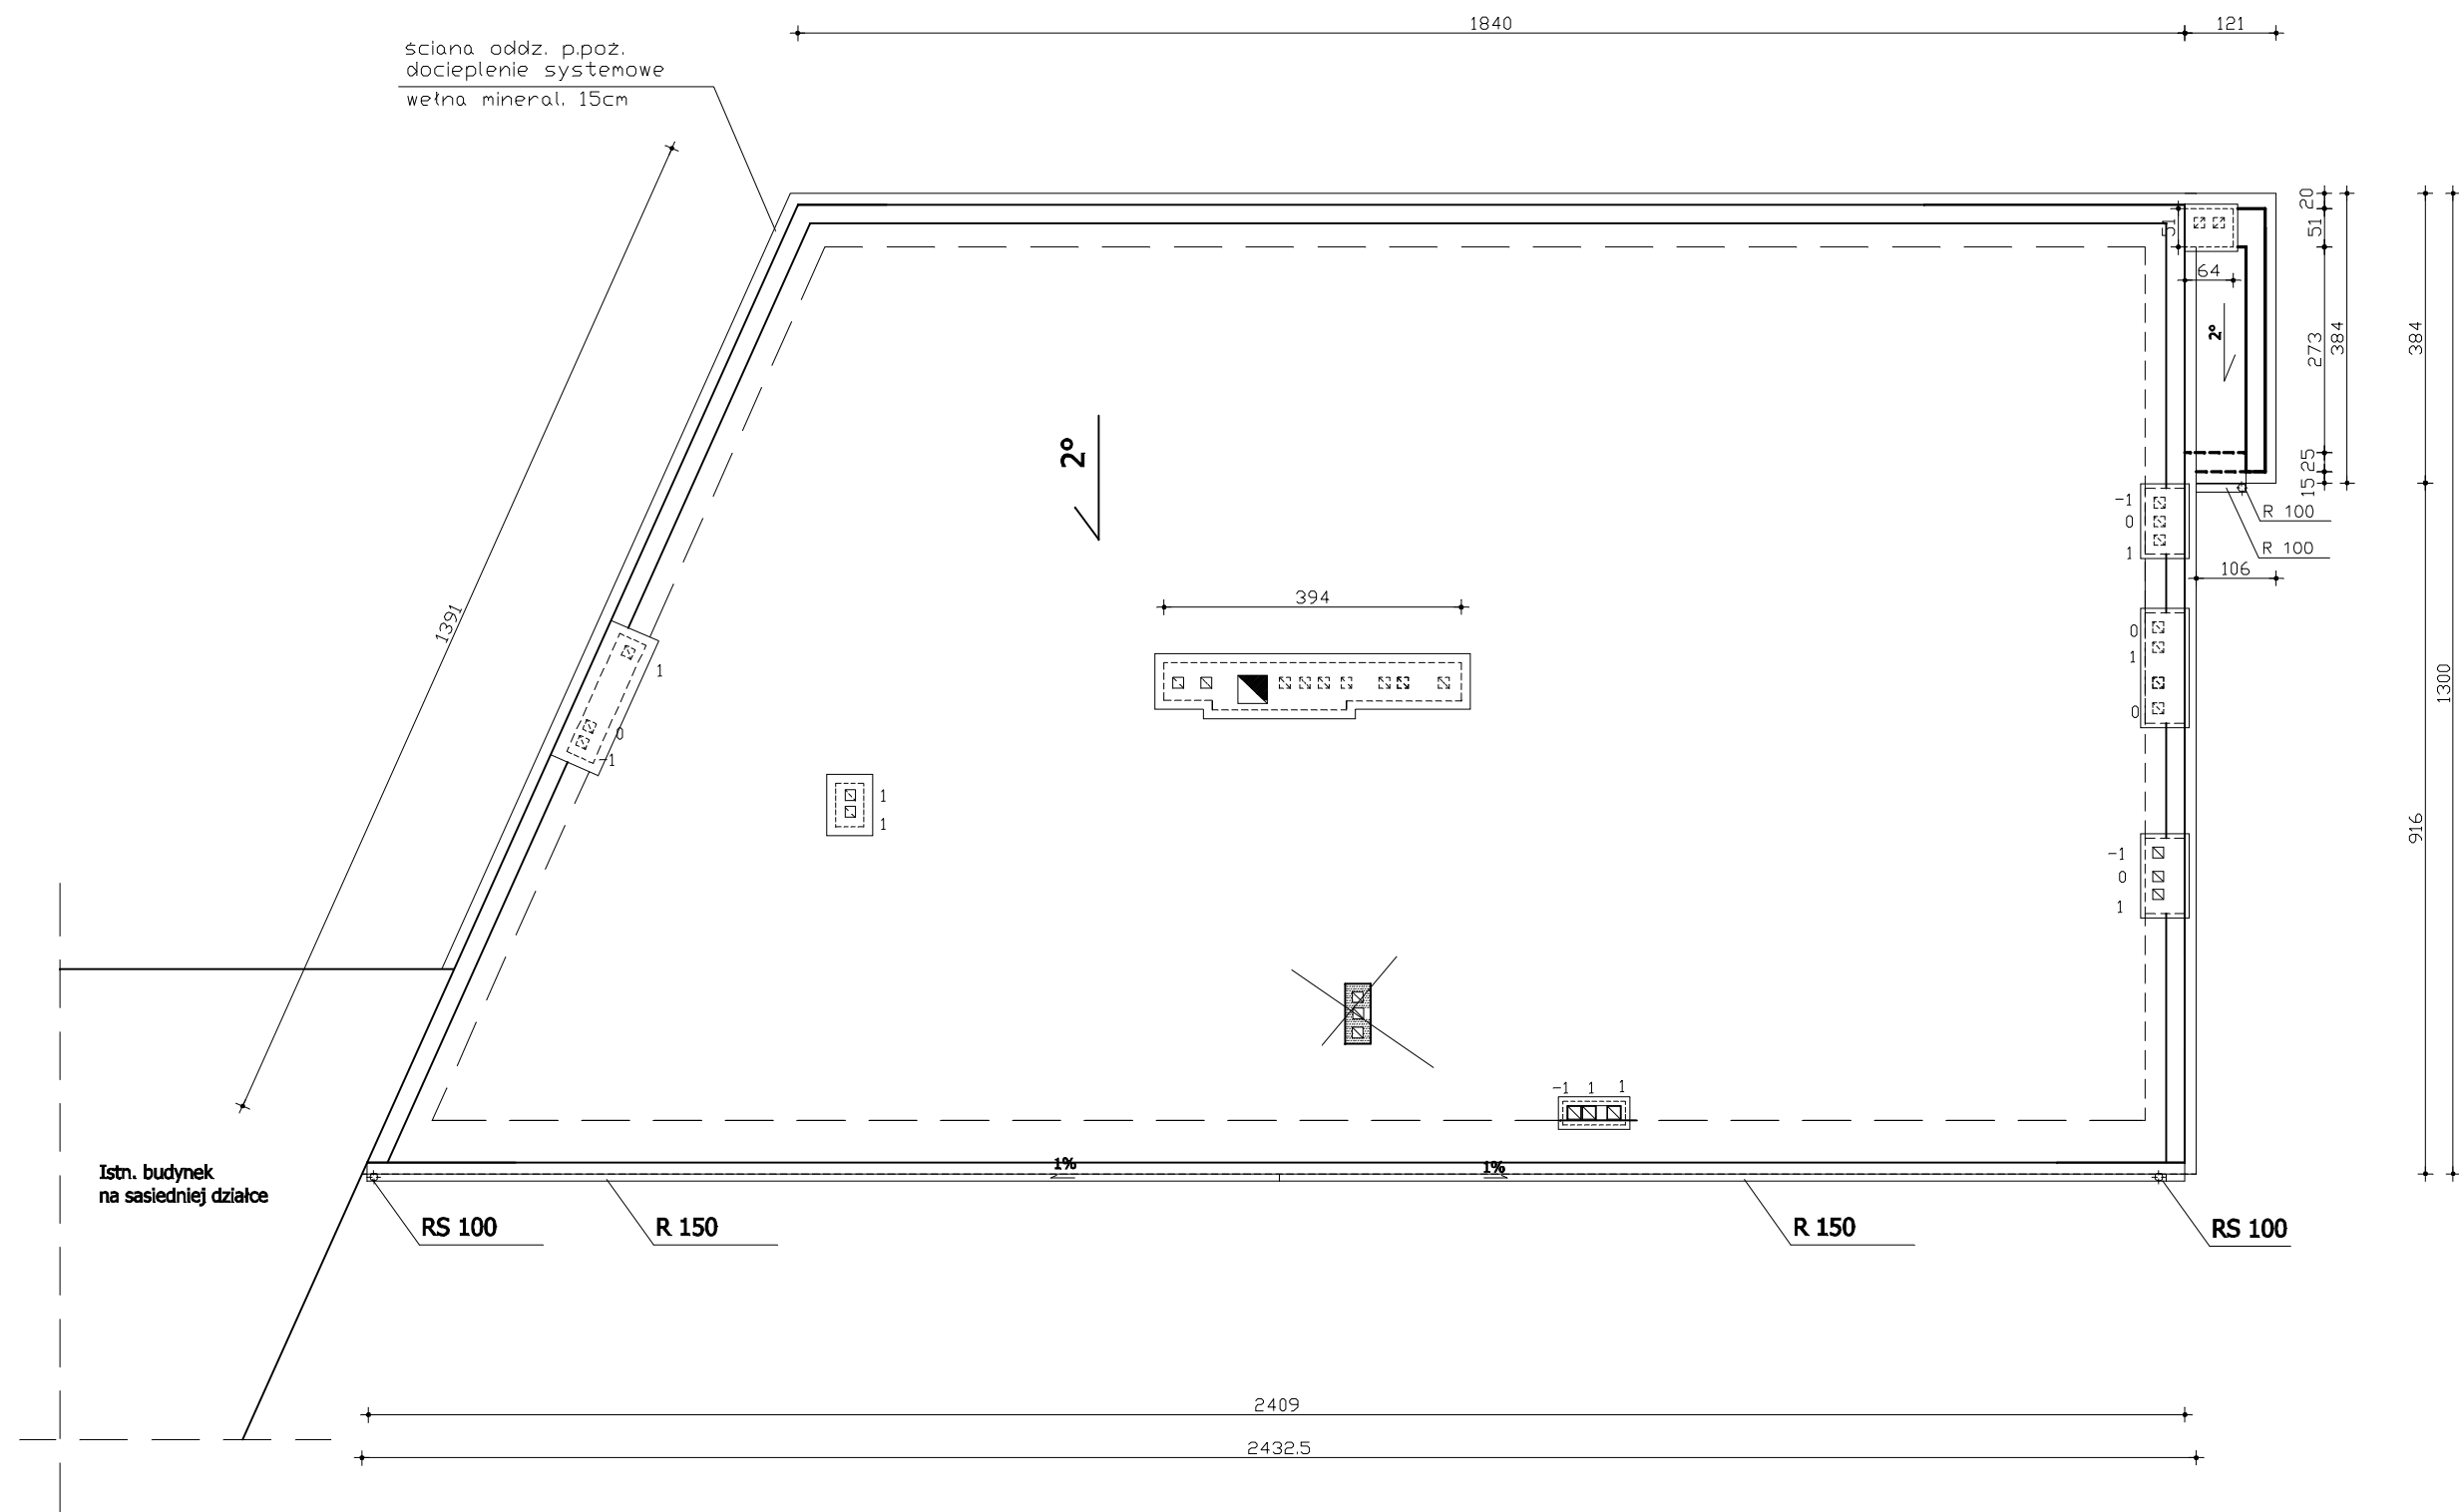 1840
121
ściana oddz. p.poż.
docieplenie systemowe
wełna mineral. 15cm
20
51
51
64
2°
273
384
384
2°
-1
0
1
R 100
R 100
106
1391
394
0
1
0
1300
1
0
-1
1
1
916
-1
0
1
-1 1 1
1%
1%
Istn. budynek
na sasiedniej działce
RS 100
R 150
R 150
RS 100
15 25
2409
2432.5